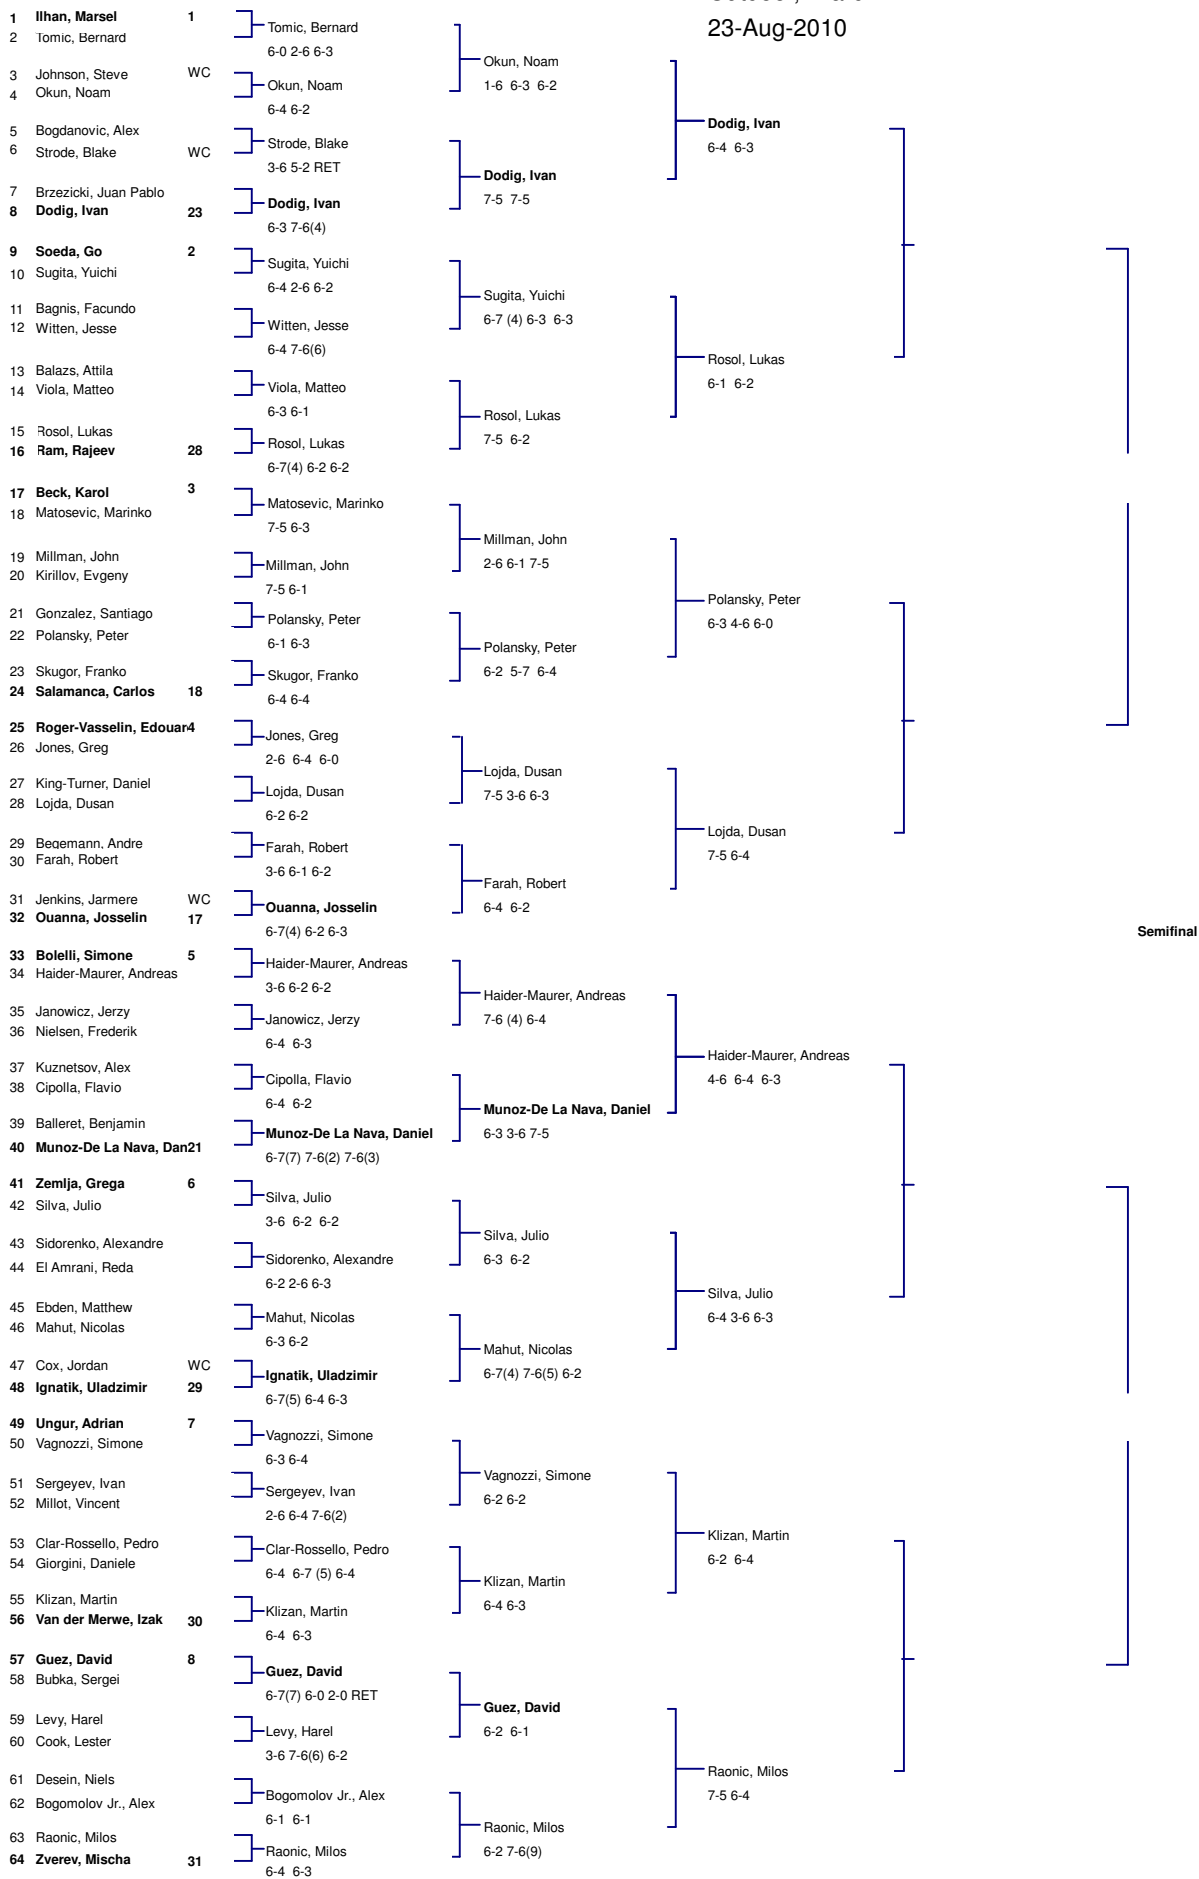 23-Aug-2010
1 Ilhan, Marsel 1
2 Tomic, Bernard
3 Johnson, Steve WC
4 Okun, Noam
5 Bogdanovic, Alex
6 Strode, Blake WC
7 Brzezicki, Juan Pablo
8 Dodig, Ivan 23
9 Soeda, Go 2
10 Sugita, Yuichi
11 Bagnis, Facundo
12 Witten, Jesse
13 Balazs, Attila
14 Viola, Matteo
15 Rosol, Lukas
16 Ram, Rajeev 28
17 Beck, Karol 3
18 Matosevic, Marinko
19 Millman, John
20 Kirillov, Evgeny
21 Gonzalez, Santiago
22 Polansky, Peter
23 Skugor, Franko
24 Salamanca, Carlos 18
25 Roger-Vasselin, Edouar4
26 Jones, Greg
27 King-Turner, Daniel
28 Lojda, Dusan
29 Begemann, Andre
30 Farah, Robert
31 Jenkins, Jarmere WC
32 Ouanna, Josselin 17
33 Bolelli, Simone 5
34 Haider-Maurer, Andreas
35 Janowicz, Jerzy
36 Nielsen, Frederik
37 Kuznetsov, Alex
38 Cipolla, Flavio
39 Balleret, Benjamin
40 Munoz-De La Nava, Dan21
41 Zemlja, Grega 6
42 Silva, Julio
43 Sidorenko, Alexandre
44 El Amrani, Reda
45 Ebden, Matthew
46 Mahut, Nicolas
47 Cox, Jordan WC
48 Ignatik, Uladzimir 29
49 Ungur, Adrian 7
50 Vagnozzi, Simone
51 Sergeyev, Ivan
52 Millot, Vincent
53 Clar-Rossello, Pedro
54 Giorgini, Daniele
55 Klizan, Martin
56 Van der Merwe, Izak 30
57 Guez, David 8
58 Bubka, Sergei
59 Levy, Harel
60 Cook, Lester
61 Desein, Niels
62 Bogomolov Jr., Alex
63 Raonic, Milos
64 Zverev, Mischa 31
Tomic, Bernard
6-0 2-6 6-3
Okun, Noam
6-4 6-2
Strode, Blake
3-6 5-2 RET
Dodig, Ivan
6-3 7-6(4)
Sugita, Yuichi
6-4 2-6 6-2
Witten, Jesse
6-4 7-6(6)
Viola, Matteo
6-3 6-1
Rosol, Lukas
6-7(4) 6-2 6-2
Matosevic, Marinko
7-5 6-3
Millman, John
7-5 6-1
Polansky, Peter
6-1 6-3
Skugor, Franko
6-4 6-4
Jones, Greg
2-6 6-4 6-0
Lojda, Dusan
6-2 6-2
Farah, Robert
3-6 6-1 6-2
Ouanna, Josselin
6-7(4) 6-2 6-3
Haider-Maurer, Andreas
3-6 6-2 6-2
Janowicz, Jerzy
6-4 6-3
Cipolla, Flavio
6-4 6-2
Munoz-De La Nava, Daniel
6-7(7) 7-6(2) 7-6(3)
Silva, Julio
3-6 6-2 6-2
Sidorenko, Alexandre
6-2 2-6 6-3
Mahut, Nicolas
6-3 6-2
Ignatik, Uladzimir
6-7(5) 6-4 6-3
Vagnozzi, Simone
6-3 6-4
Sergeyev, Ivan
2-6 6-4 7-6(2)
Clar-Rossello, Pedro
6-4 6-7 (5) 6-4
Klizan, Martin
6-4 6-3
Guez, David
6-7(7) 6-0 2-0 RET
Levy, Harel
3-6 7-6(6) 6-2
Bogomolov Jr., Alex
6-1 6-1
Raonic, Milos
6-4 6-3
Okun, Noam
1-6 6-3 6-2
Dodig, Ivan
7-5 7-5
Sugita, Yuichi
6-7 (4) 6-3 6-3
Rosol, Lukas
7-5 6-2
Millman, John
2-6 6-1 7-5
Polansky, Peter
6-2 5-7 6-4
Lojda, Dusan
7-5 3-6 6-3
Farah, Robert
6-4 6-2
Haider-Maurer, Andreas
7-6 (4) 6-4
Munoz-De La Nava, Daniel
6-3 3-6 7-5
Silva, Julio
6-3 6-2
Mahut, Nicolas
6-7(4) 7-6(5) 6-2
Vagnozzi, Simone
6-2 6-2
Klizan, Martin
6-4 6-3
Guez, David
6-2 6-1
Raonic, Milos
6-2 7-6(9)
Dodig, Ivan
6-4 6-3
Rosol, Lukas
6-1 6-2
Polansky, Peter
6-3 4-6 6-0
Lojda, Dusan
7-5 6-4
Haider-Maurer, Andreas
4-6 6-4 6-3
Silva, Julio
6-4 3-6 6-3
Klizan, Martin
6-2 6-4
Raonic, Milos
7-5 6-4
Semifinal